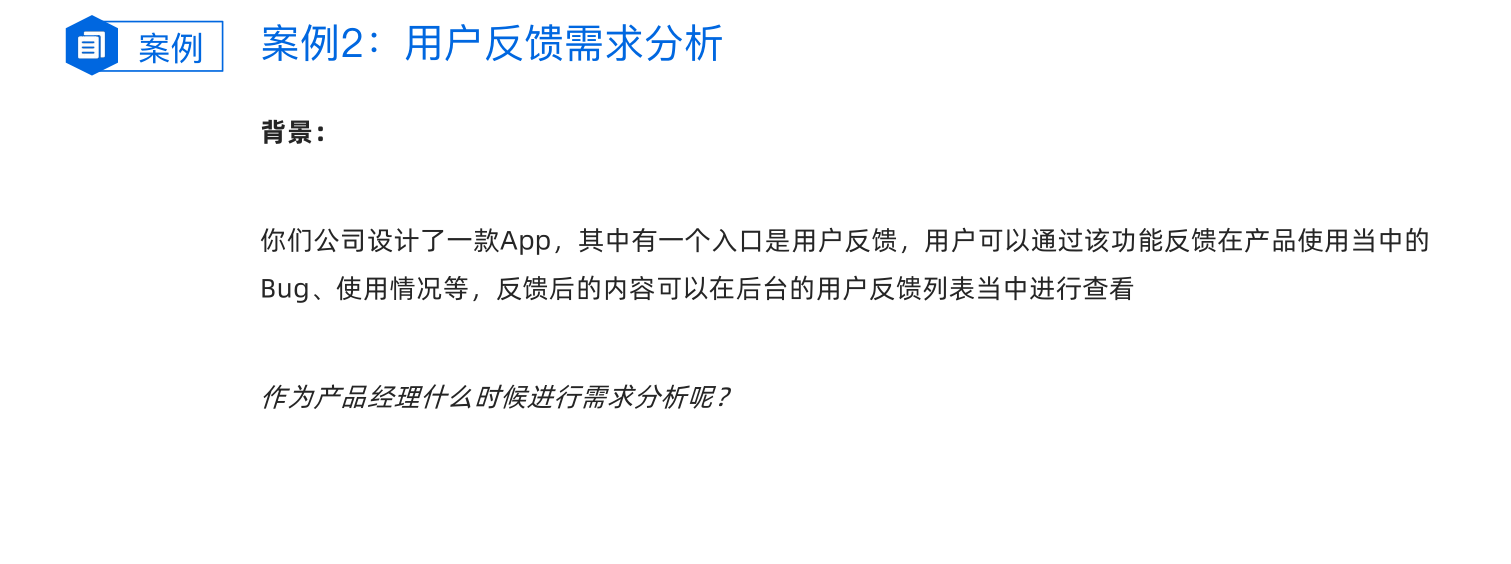 案例
案例2：用户反馈需求分析
背景：
你们公司设计了一款App，其中有一个入口是用户反馈，用户可以通过该功能反馈在产品使用当中的
Bug、使用情况等，反馈后的内容可以在后台的用户反馈列表当中进行查看
作为产品经理什么时候进行需求分析呢？